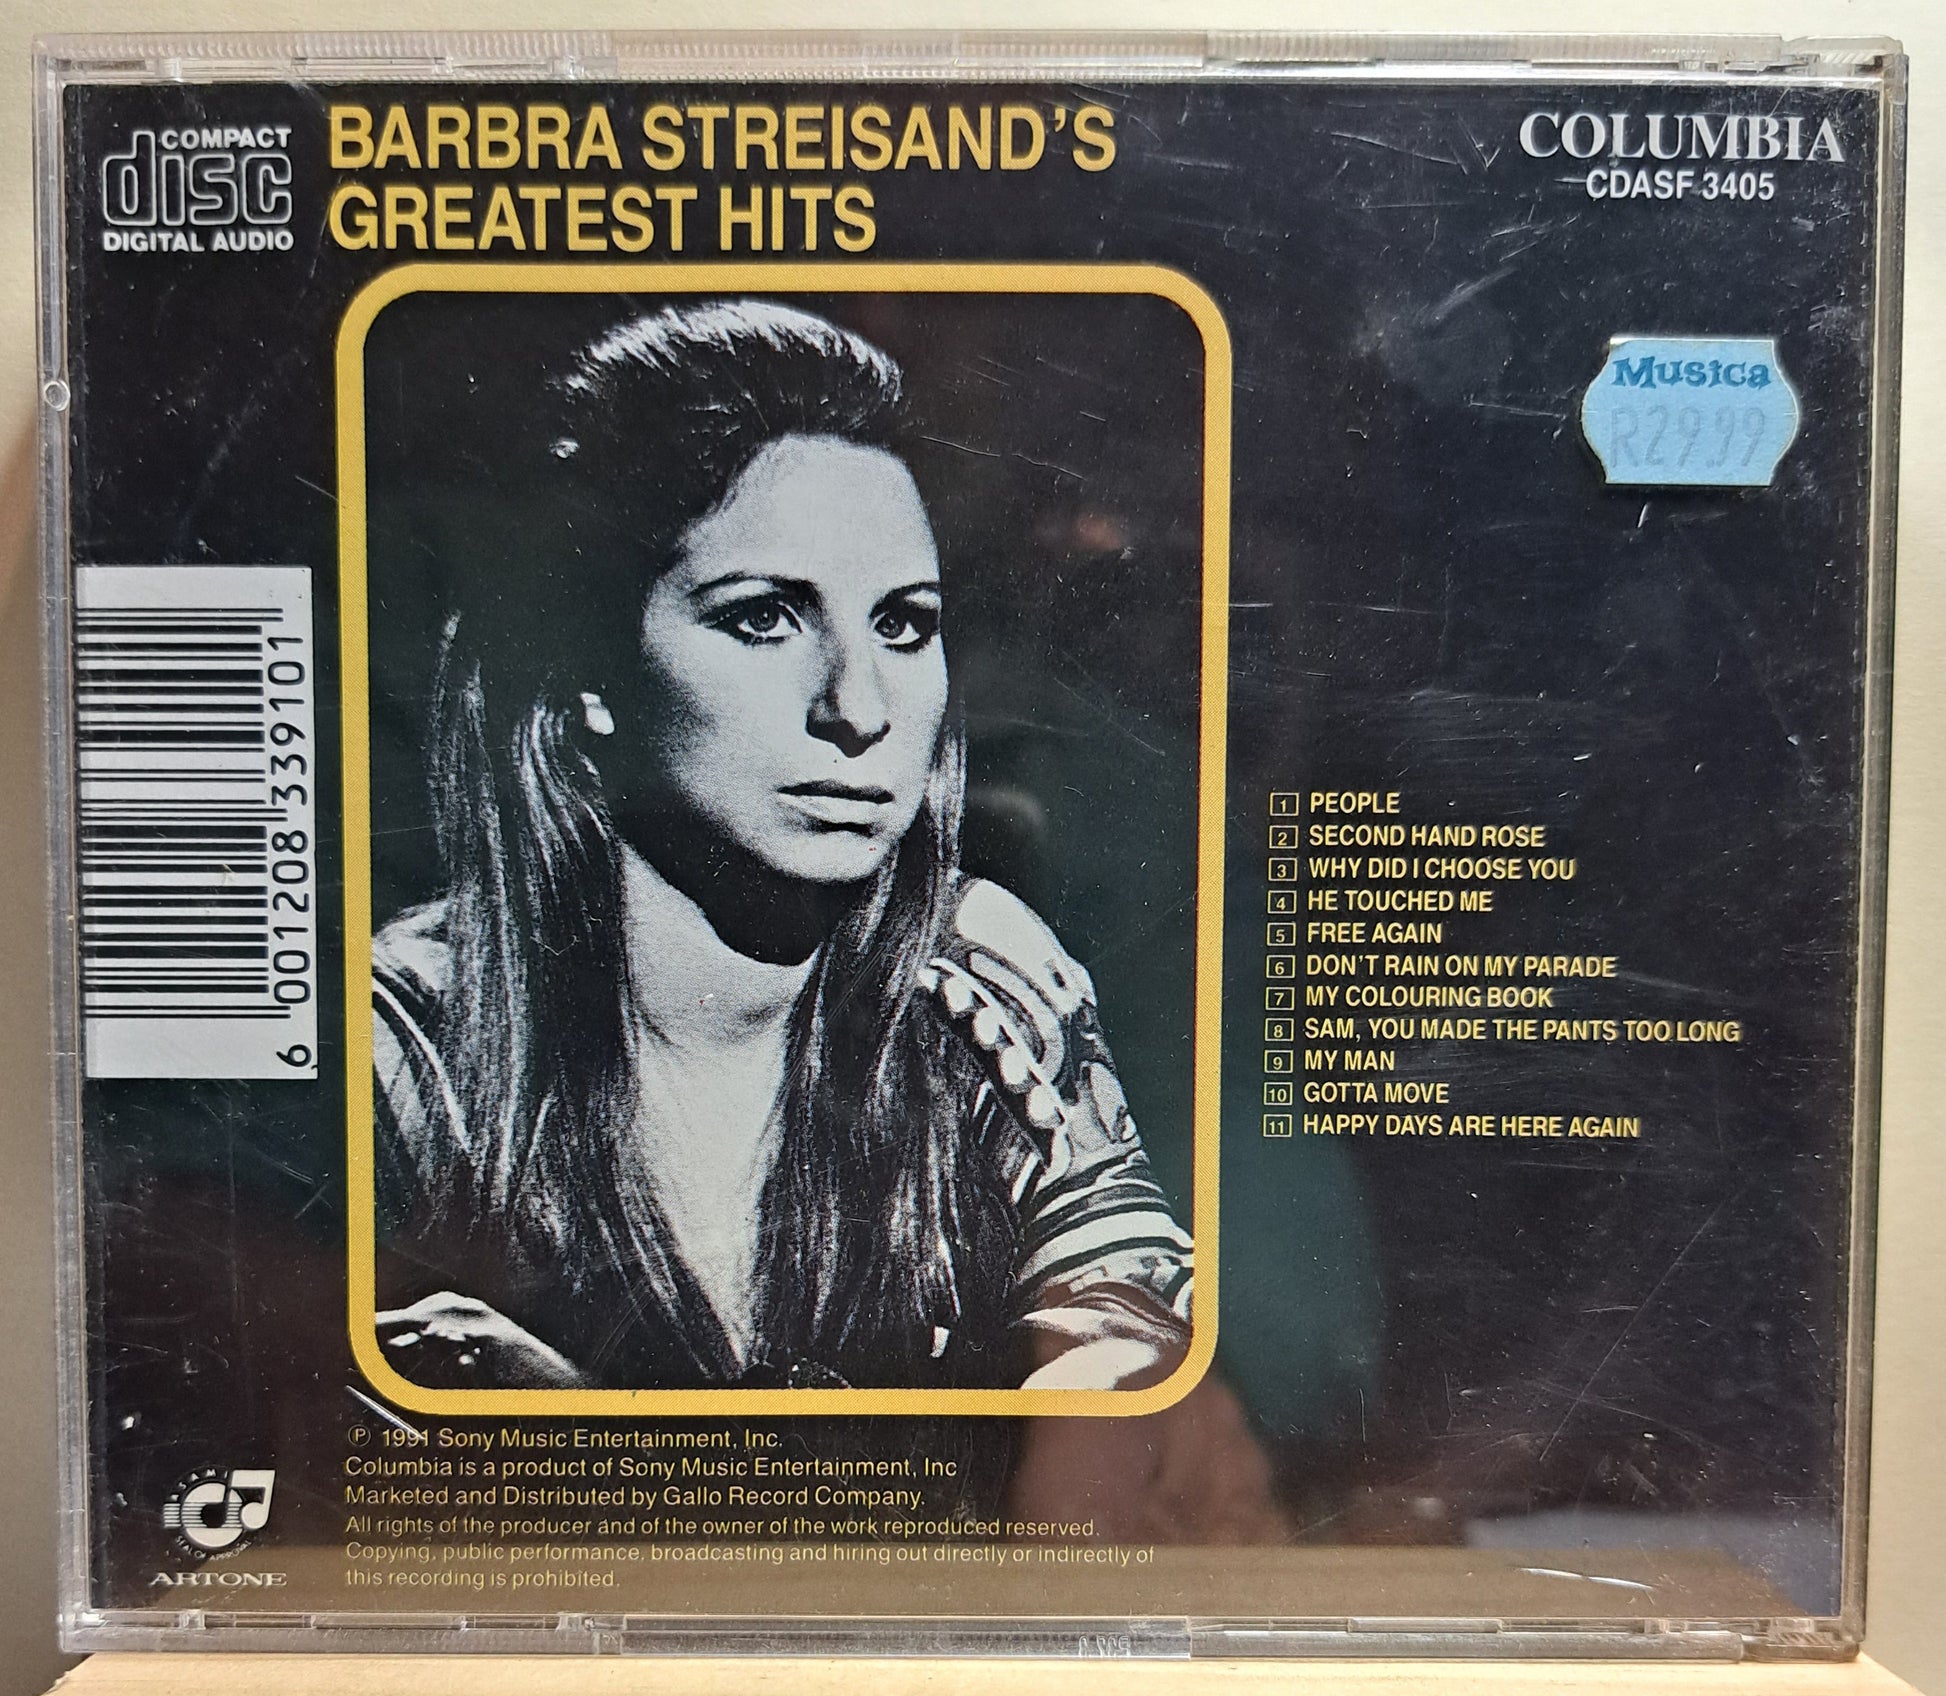 COMPACT
disc
DIGITAL AUDIO
BARBRA STREISAND'S
GREATEST HITS
COLUMBIA
CDASF 3405
Musica
R29.99
6 001208 339101
1 PEOPLE
2 SECOND HAND ROSE
3 WHY DID I CHOOSE YOU
4 HE TOUCHED ME
5 FREE AGAIN
6 DON'T RAIN ON MY PARADE
7 MY COLOURING BOOK
8 SAM, YOU MADE THE PANTS TOO LONG
9 MY MAN
10 GOTTA MOVE
11 HAPPY DAYS ARE HERE AGAIN
℗ 1991 Sony Music Entertainment, Inc.
Columbia is a product of Sony Music Entertainment, Inc
Marketed and Distributed by Gallo Record Company.
All rights of the producer and of the owner of the work reproduced reserved.
Copying, public performance, broadcasting and hiring out directly or indirectly of
this recording is prohibited.
SEAL OF APPROVAL
ARTONE